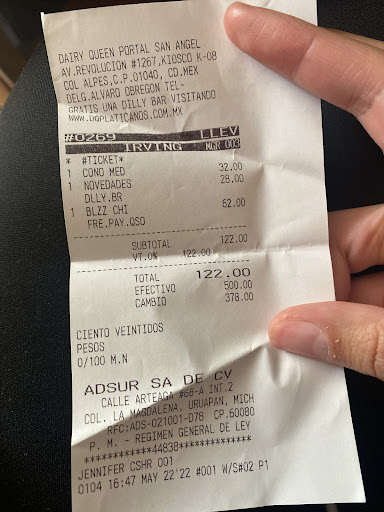 DAIRY QUEEN PORTAL SAN ANGEL
AV.REVOLUCION #1267,KIOSCO K-08
COL ALPES,C.P.01040, CD.MEX
DELG.ALVARO OBREGON TEL-
GRATIS UNA DILLY BAR VISITANDO
WWW.DQPLATICANOS.COM.MX
#0269 LLEV
IRVING MGR 003
* #TICKET*
1 CONO MED 32.00
1 NOVEDADES 28.00
DLLY.BR
1 BLZZ CHI 62.00
FRE.PAY.QSO
SUBTOTAL 122.00
VT.0% 122.00
TOTAL 122.00
EFECTIVO 500.00
CAMBIO 378.00
CIENTO VEINTIDOS
PESOS
0/100 M.N
ADSUR SA DE CV
CALLE ARTEAGA #68-A INT.2
COL. LA MAGDALENA, URUAPAN, MICH
RFC:ADS-021001-D78 CP.60080
P. M. - REGIMEN GENERAL DE LEY
************44838**************
JENNIFER CSHR 001
0104 16:47 MAY 22'22 #001 W/S#02 P1